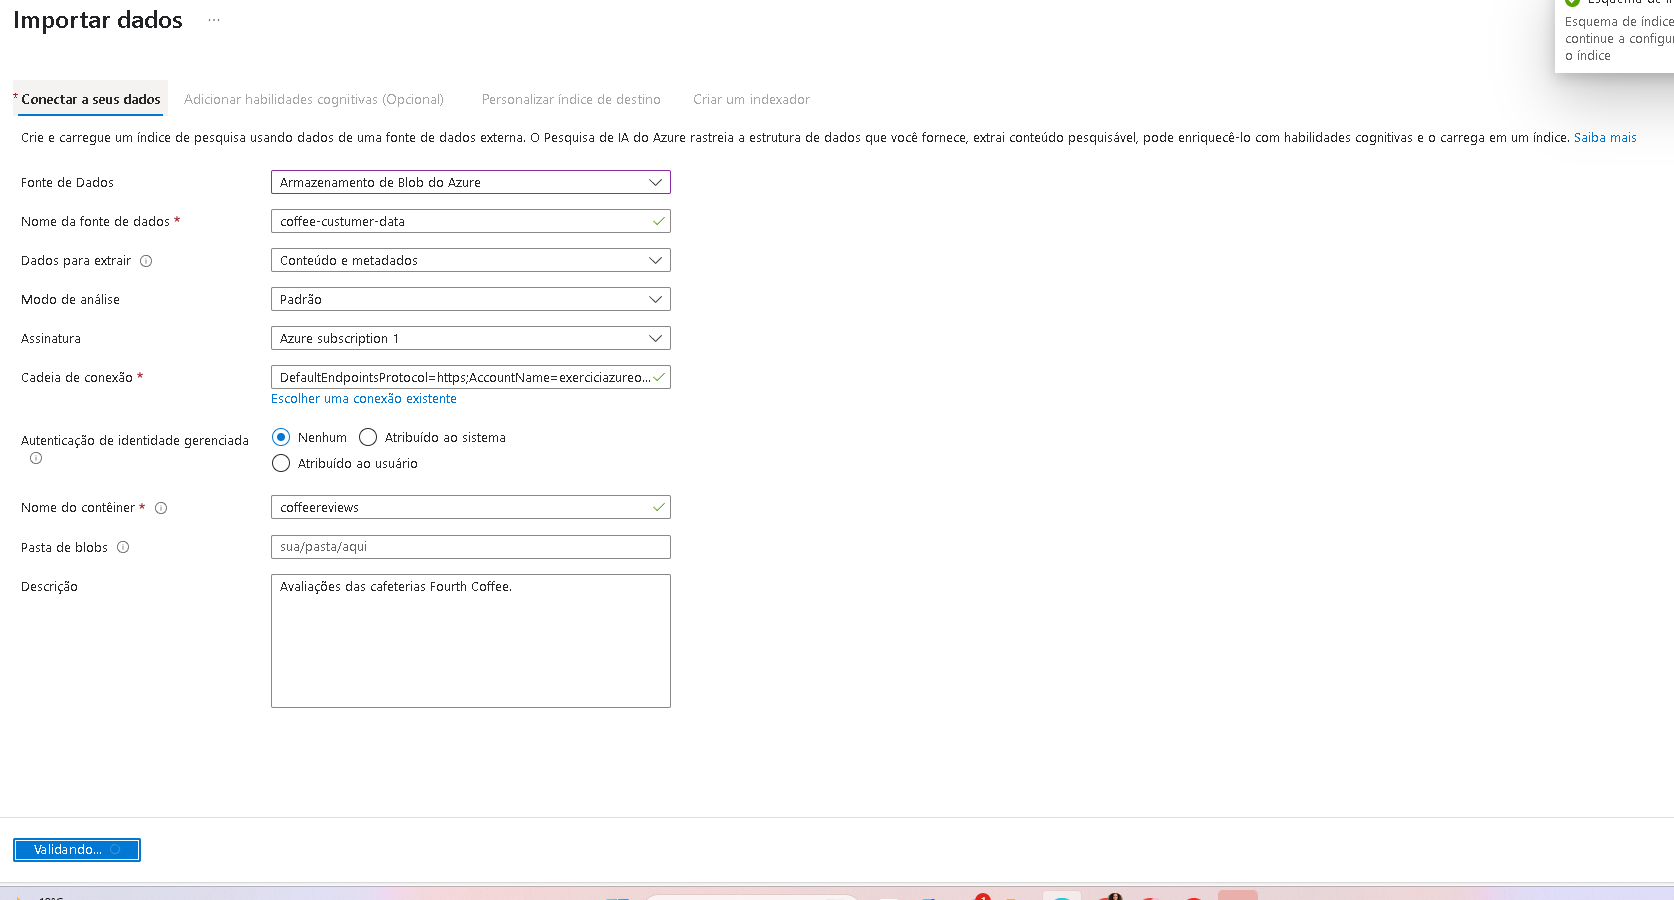 Importar dados ...
Esquema de índice
continue a configu
o índice
* Conectar a seus dados Adicionar habilidades cognitivas (Opcional) Personalizar índice de destino Criar um indexador
Crie e carregue um índice de pesquisa usando dados de uma fonte de dados externa. O Pesquisa de IA do Azure rastreia a estrutura de dados que você fornece, extrai conteúdo pesquisável, pode enriquecê-lo com habilidades cognitivas e o carrega em um índice. Saiba mais
Fonte de Dados Armazenamento de Blob do Azure
Nome da fonte de dados * coffee-custumer-data
Dados para extrair Conteúdo e metadados
Modo de análise Padrão
Assinatura Azure subscription 1
Cadeia de conexão * DefaultEndpointsProtocol=https;AccountName=exerciciazureo...
Escolher uma conexão existente
Autenticação de identidade gerenciada Nenhum Atribuído ao sistema
Atribuído ao usuário
Nome do contêiner * coffeereviews
Pasta de blobs sua/pasta/aqui
Descrição Avaliações das cafeterias Fourth Coffee.
Validando...